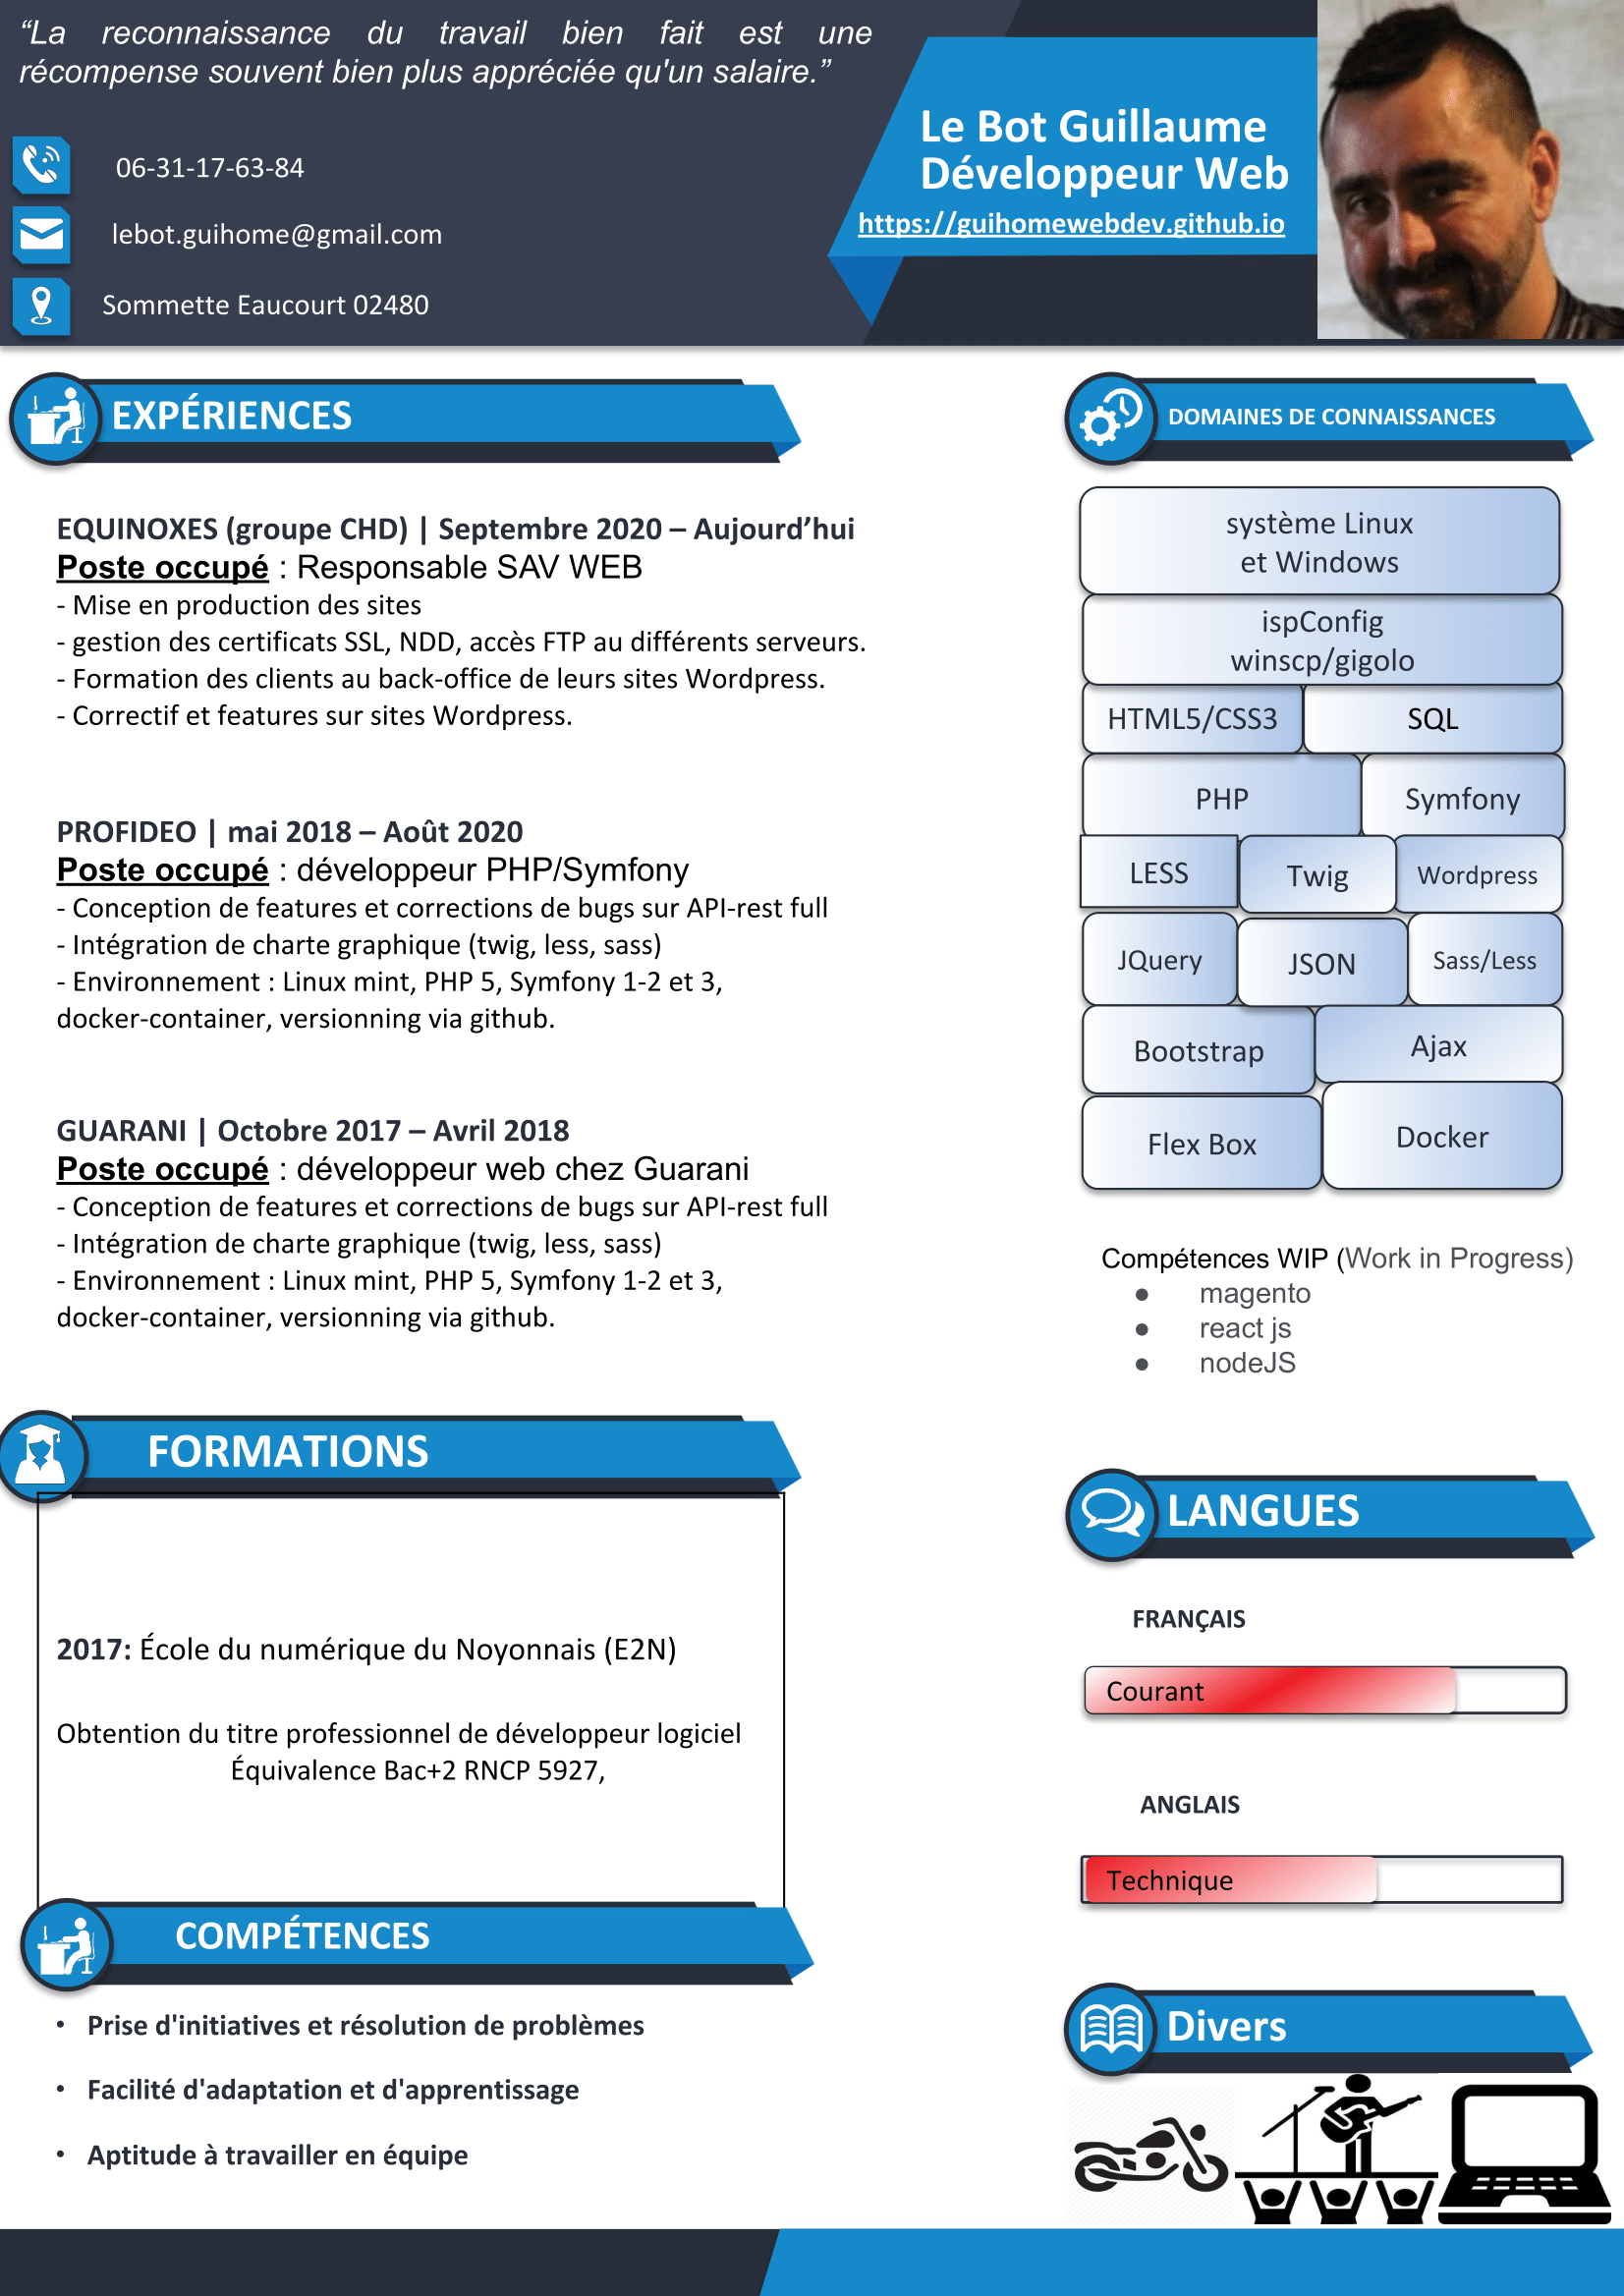 “La reconnaissance du travail bien fait est une
récompense souvent bien plus appréciée qu'un salaire.”
06-31-17-63-84
lebot.guihome@gmail.com
Sommette Eaucourt 02480
Le Bot Guillaume
Développeur Web
https://guihomewebdev.github.io
EXPÉRIENCES
EQUINOXES (groupe CHD) | Septembre 2020 – Aujourd’hui
Poste occupé : Responsable SAV WEB
- Mise en production des sites
- gestion des certificats SSL, NDD, accès FTP au différents serveurs.
- Formation des clients au back-office de leurs sites Wordpress.
- Correctif et features sur sites Wordpress.
PROFIDEO | mai 2018 – Août 2020
Poste occupé : développeur PHP/Symfony
- Conception de features et corrections de bugs sur API-rest full
- Intégration de charte graphique (twig, less, sass)
- Environnement : Linux mint, PHP 5, Symfony 1-2 et 3,
docker-container, versionning via github.
GUARANI | Octobre 2017 – Avril 2018
Poste occupé : développeur web chez Guarani
- Conception de features et corrections de bugs sur API-rest full
- Intégration de charte graphique (twig, less, sass)
- Environnement : Linux mint, PHP 5, Symfony 1-2 et 3,
docker-container, versionning via github.
FORMATIONS
2017: École du numérique du Noyonnais (E2N)
Obtention du titre professionnel de développeur logiciel
Équivalence Bac+2 RNCP 5927,
COMPÉTENCES
• Prise d'initiatives et résolution de problèmes
• Facilité d'adaptation et d'apprentissage
• Aptitude à travailler en équipe
DOMAINES DE CONNAISSANCES
système Linux
et Windows
ispConfig
winscp/gigolo
HTML5/CSS3 SQL
PHP Symfony
LESS Twig Wordpress
JQuery JSON Sass/Less
Bootstrap Ajax
Flex Box Docker
Compétences WIP (Work in Progress)
● magento
● react js
● nodeJS
LANGUES
FRANÇAIS
Courant
ANGLAIS
Technique
Divers